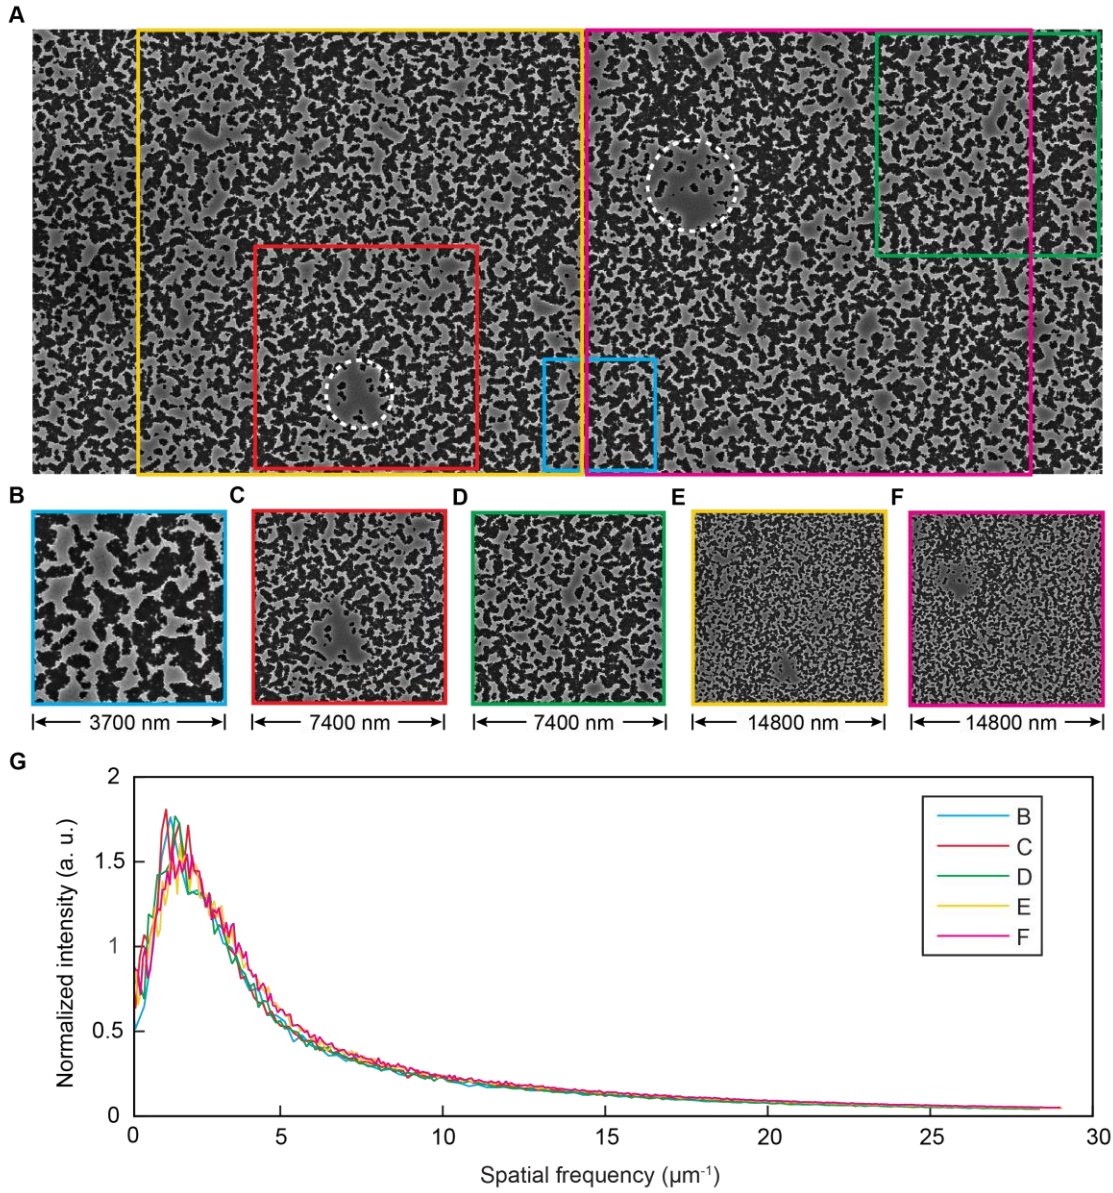 A
B
C
D
E
F
3700 nm
7400 nm
7400 nm
14800 nm
14800 nm
G
2
1.5
1
0.5
0
Normalized intensity (a. u.)
B
C
D
E
F
0
5
10
15
20
25
30
Spatial frequency (µm⁻¹)